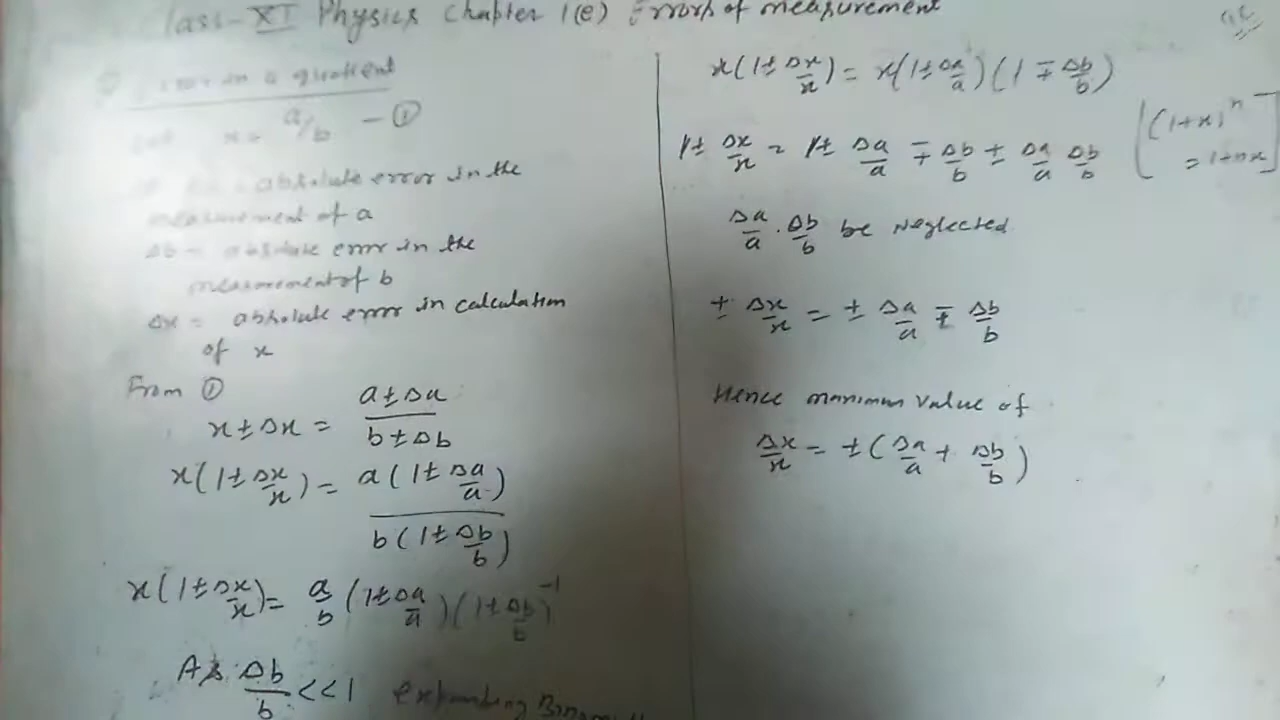 Class-XI Physics Chapter 1(e) Errors of measurement
error in a quotient
Let x = a/b - ①
absolute error in the
measurement of a
Δb = absolute error in the
measurement of b
Δx = absolute error in calculation
of x
From ①
x ± Δx = (a ± Δa)/(b ± Δb)
x(1 ± Δx/x) = a(1 ± Δa/a)/b(1 ± Δb/b)
x(1 ± Δx/x) = a/b (1 ± Δa/a)(1 ± Δb/b)⁻¹
As Δb/b << 1 expanding
x(1 ± Δx/x) = x(1 ± Δa/a)(1 ∓ Δb/b)
1 ± Δx/x = 1 ± Δa/a ∓ Δb/b ± Δa/a Δb/b [(1+x)ⁿ
= 1+nx]
Δa/a . Δb/b be neglected
± Δx/x = ± Δa/a ∓ Δb/b
Hence maximum value of
Δx/x = ± (Δa/a + Δb/b)